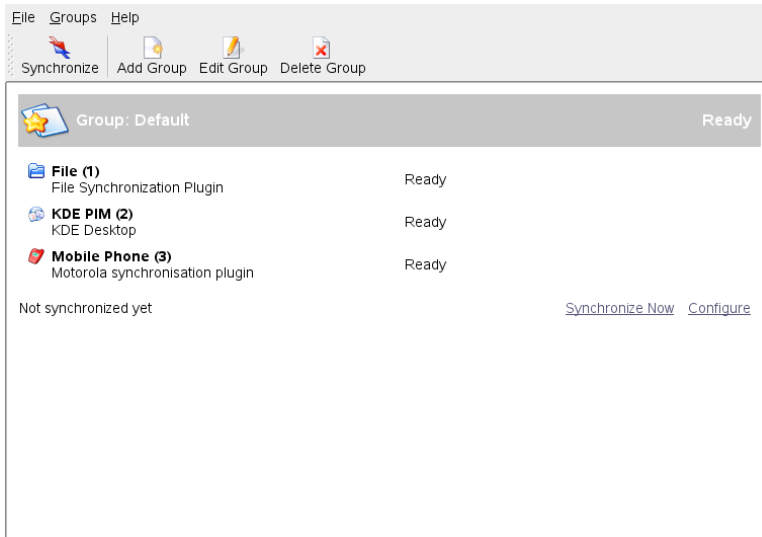 File Groups Help
Synchronize Add Group Edit Group Delete Group
Group: Default Ready
File (1)
File Synchronization Plugin Ready
KDE PIM (2)
KDE Desktop Ready
Mobile Phone (3)
Motorola synchronisation plugin Ready
Not synchronized yet Synchronize Now Configure